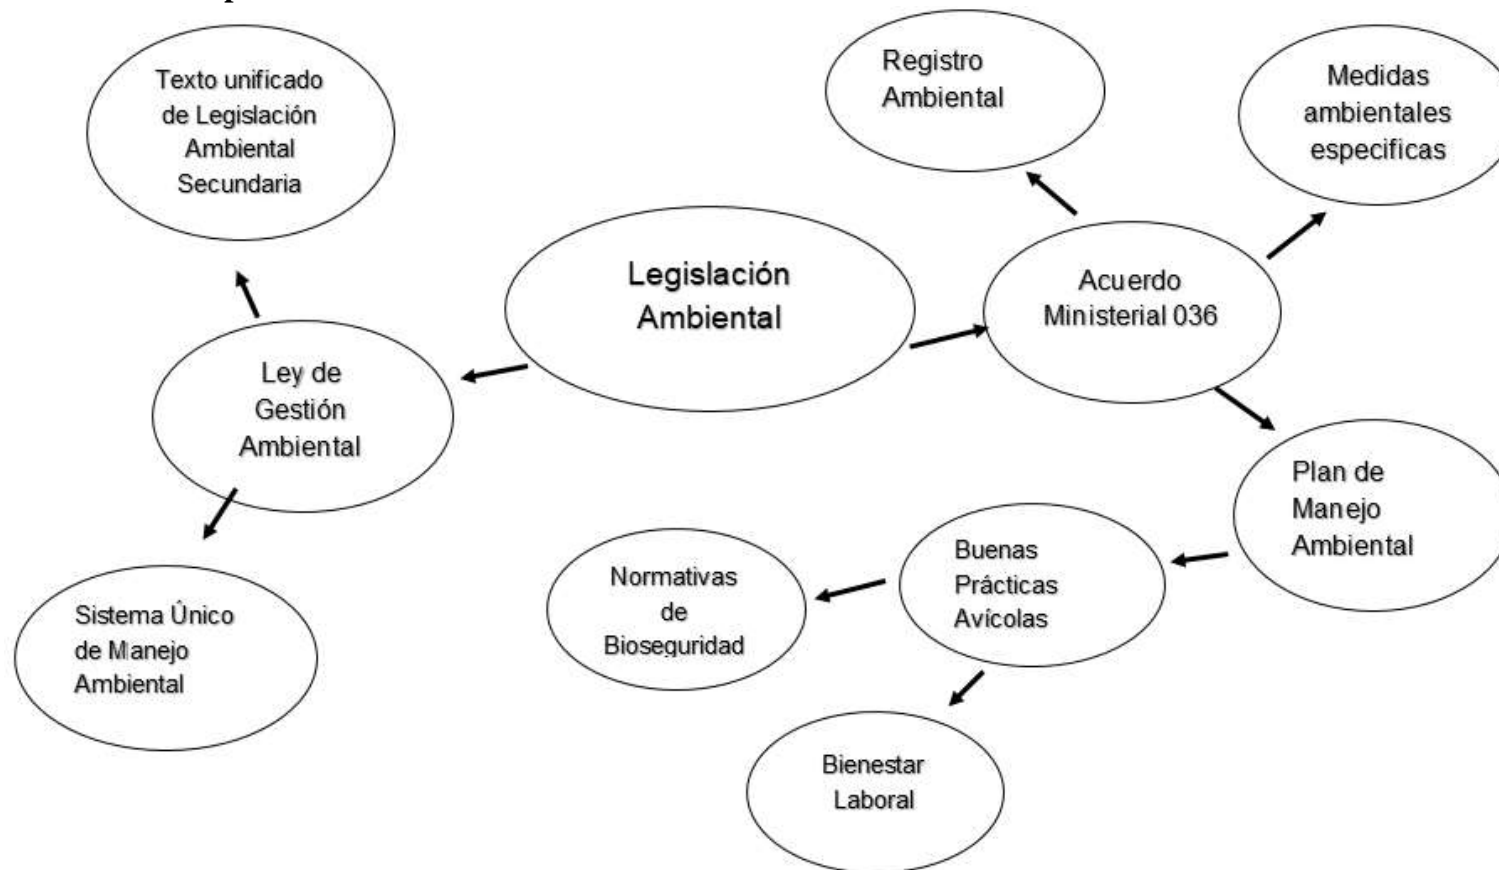 Texto unificado
de Legislación
Ambiental
Secundaria
Registro
Ambiental
Medidas
ambientales
especificas
Legislación
Ambiental
Acuerdo
Ministerial 036
Ley de
Gestión
Ambiental
Plan de
Manejo
Ambiental
Buenas
Prácticas
Avícolas
Normativas
de
Bioseguridad
Sistema Único
de Manejo
Ambiental
Bienestar
Laboral